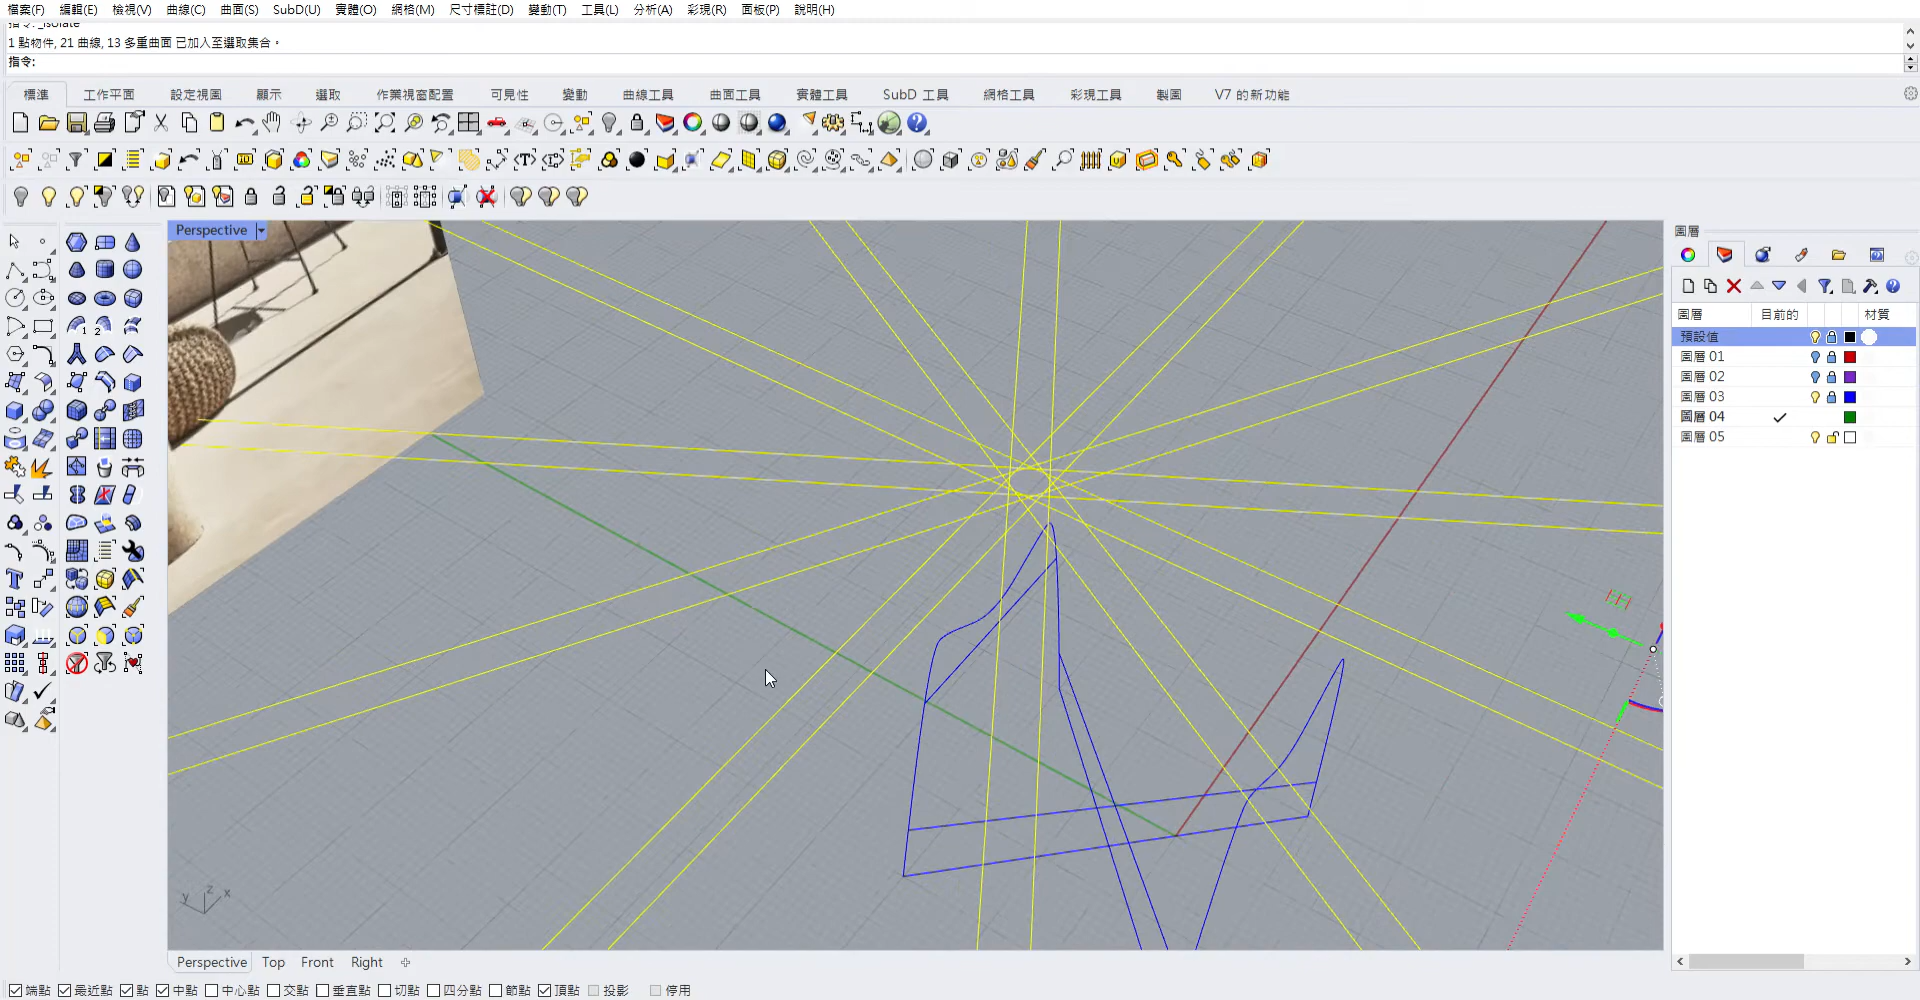 檔案(F) 編輯(E) 檢視(V) 曲線(C) 曲面(S) SubD(U) 實體(O) 網格(M) 尺寸標註(D) 變動(T) 工具(L) 分析(A) 彩現(R) 面板(P) 說明(H)
指令: _Isolate
1 點物件, 21 曲線, 13 多重曲面 已加入至選取集合。
指令:
標準 工作平面 設定視圖 顯示 選取 作業視窗配置 可見性 變動 曲線工具 曲面工具 實體工具 SubD 工具 網格工具 彩現工具 製圖 V7 的新功能
Perspective
圖層
圖層 目前的 材質
預設值
圖層 01
圖層 02
圖層 03
圖層 04
圖層 05
y z x
Perspective Top Front Right
端點 最近點 點 中點 中心點 交點 垂直點 切點 四分點 節點 頂點 投影 停用